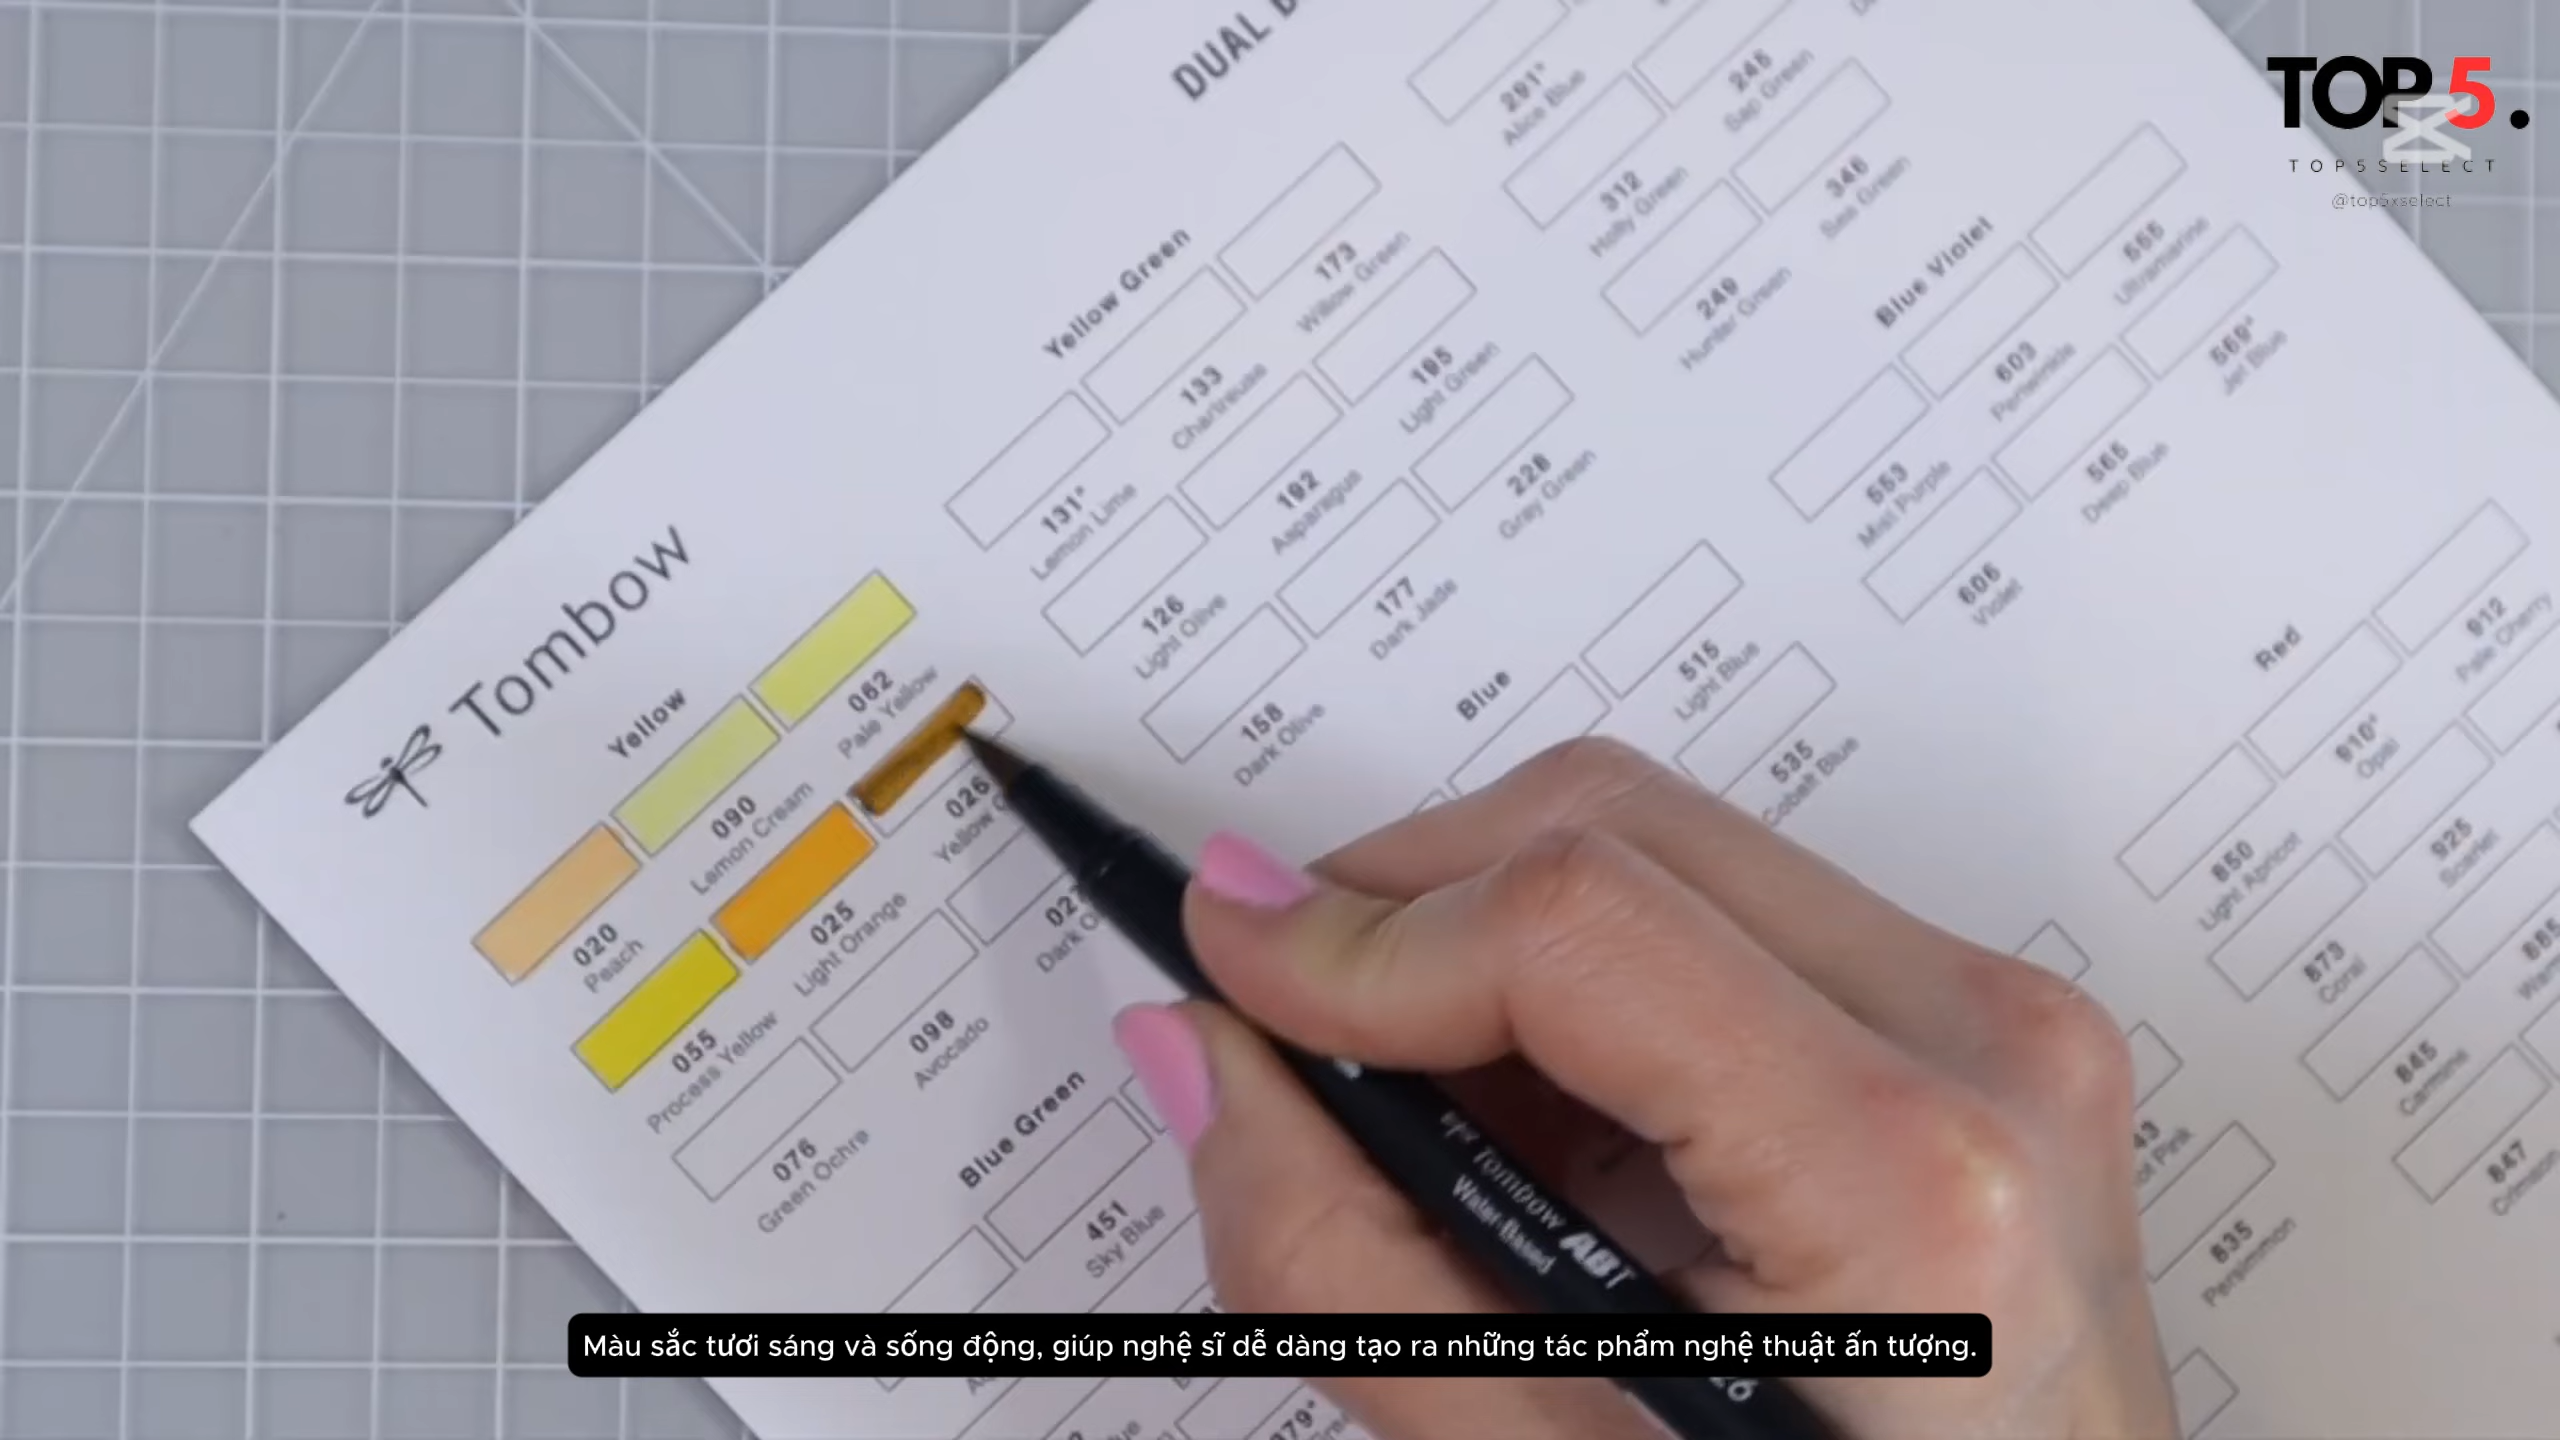 TOP 5.
TOP5SELECT
@top5xselect
DUAL
Tombow
Yellow
062
Pale Yellow
090
Lemon Cream
020
Peach
026
Yellow
025
Light Orange
055
Process Yellow
Dark
098
Avocado
076
Green Ochre
Yellow Green
173
Willow Green
133
Chartreuse
131*
Lemon Lime
195
Light Green
192
Asparagus
126
Light Olive
228
Gray Green
177
Dark Jade
158
Dark Olive
291*
Alice Blue
245
Sap Green
312
Holly Green
346
Sea Green
249
Hunter Green
Blue Violet
555
Ultramarine
603
Periwinkle
553
Mist Purple
569*
Jet Blue
565
Deep Blue
606
Violet
Blue
515
Light Blue
535
Cobalt Blue
Blue Green
451
Sky Blue
Red
912
Pale Cherry
910*
Opal
850
Light Apricot
925
Scarlet
873
Coral
885
845
Carmine
847
Crimson
835
Persimmon
Pink
Tombow ABT
Water-Based
Màu sắc tươi sáng và sống động, giúp nghệ sĩ dễ dàng tạo ra những tác phẩm nghệ thuật ấn tượng.